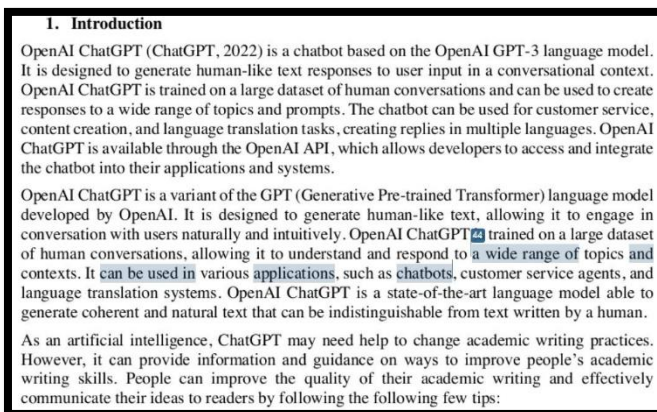 1. Introduction
OpenAI ChatGPT (ChatGPT, 2022) is a chatbot based on the OpenAI GPT-3 language model.
It is designed to generate human-like text responses to user input in a conversational context.
OpenAI ChatGPT is trained on a large dataset of human conversations and can be used to create
responses to a wide range of topics and prompts. The chatbot can be used for customer service,
content creation, and language translation tasks, creating replies in multiple languages. OpenAI
ChatGPT is available through the OpenAI API, which allows developers to access and integrate
the chatbot into their applications and systems.
OpenAI ChatGPT is a variant of the GPT (Generative Pre-trained Transformer) language model
developed by OpenAI. It is designed to generate human-like text, allowing it to engage in
conversation with users naturally and intuitively. OpenAI ChatGPT 44 trained on a large dataset
of human conversations, allowing it to understand and respond to a wide range of topics and
contexts. It can be used in various applications, such as chatbots, customer service agents, and
language translation systems. OpenAI ChatGPT is a state-of-the-art language model able to
generate coherent and natural text that can be indistinguishable from text written by a human.
As an artificial intelligence, ChatGPT may need help to change academic writing practices.
However, it can provide information and guidance on ways to improve people's academic
writing skills. People can improve the quality of their academic writing and effectively
communicate their ideas to readers by following the following few tips: